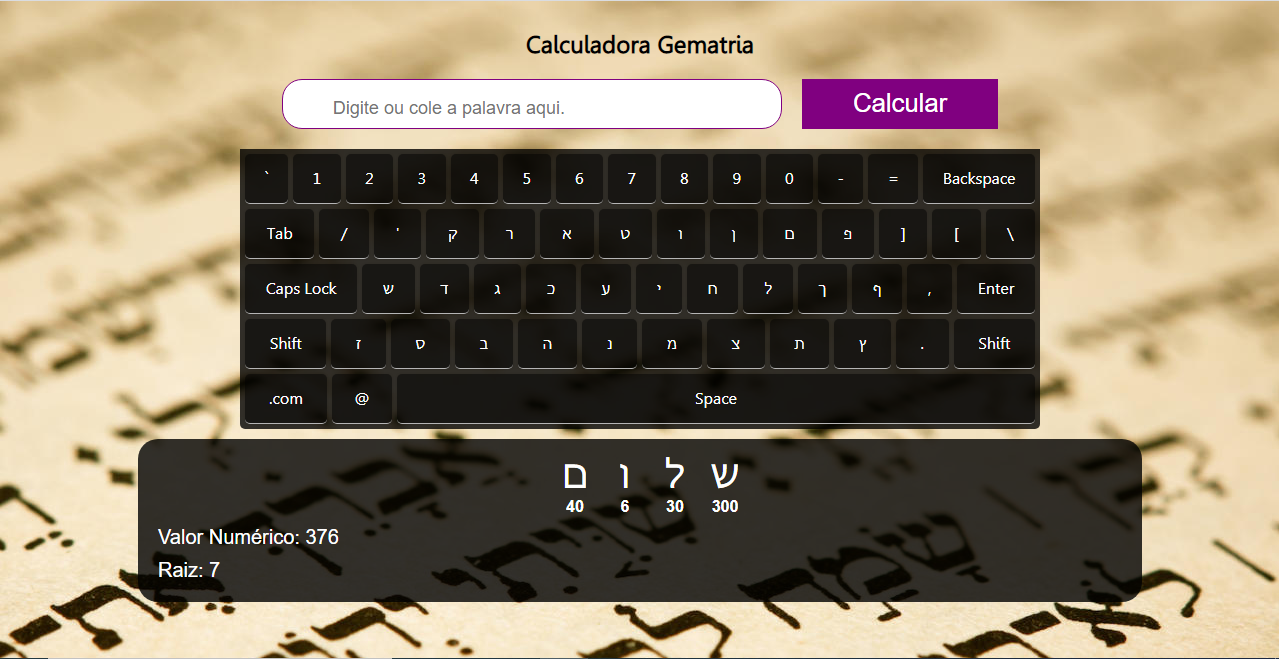 Calculadora Gematria
Digite ou cole a palavra aqui. Calcular
` 1 2 3 4 5 6 7 8 9 0 - = Backspace
Tab / ' ק ר א ט ו ן ם פ ] [ \
Caps Lock ש ד ג כ ע י ח ל ך ף , Enter
Shift ז ס ב ה נ מ צ ת ץ . Shift
.com @ Space
ם ו ל ש
40 6 30 300
Valor Numérico: 376
Raiz: 7